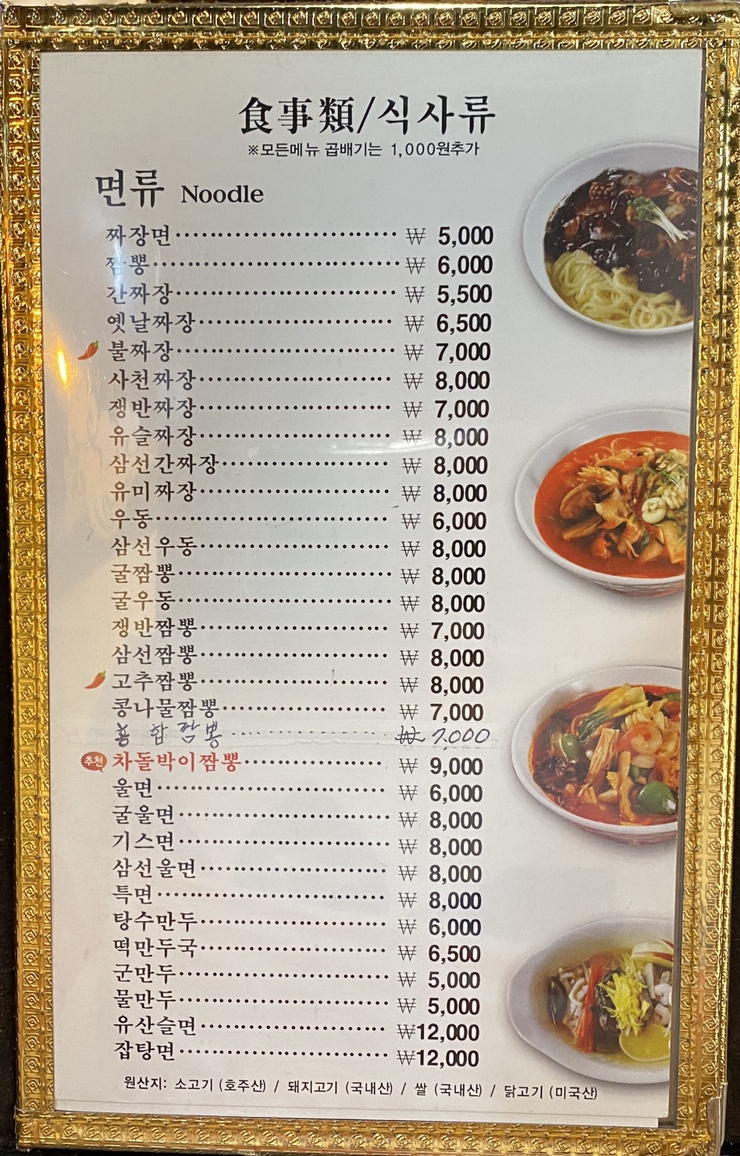 食事類/식사류
※모든메뉴 곱배기는 1,000원추가
면류 Noodle
짜장면 ₩ 5,000
짬뽕 ₩ 6,000
간짜장 ₩ 5,500
옛날짜장 ₩ 6,500
불짜장 ₩ 7,000
사천짜장 ₩ 8,000
쟁반짜장 ₩ 7,000
유슬짜장 ₩ 8,000
삼선간짜장 ₩ 8,000
유미짜장 ₩ 8,000
우동 ₩ 6,000
삼선우동 ₩ 8,000
굴짬뽕 ₩ 8,000
굴우동 ₩ 8,000
쟁반짬뽕 ₩ 7,000
삼선짬뽕 ₩ 8,000
고추짬뽕 ₩ 8,000
콩나물짬뽕 ₩ 7,000
홍합짬뽕 ₩ 7,000
추천 차돌박이짬뽕 ₩ 9,000
울면 ₩ 6,000
굴울면 ₩ 8,000
기스면 ₩ 8,000
삼선울면 ₩ 8,000
특면 ₩ 8,000
탕수만두 ₩ 6,000
떡만두국 ₩ 6,500
군만두 ₩ 5,000
물만두 ₩ 5,000
유산슬면 ₩12,000
잡탕면 ₩12,000
원산지: 소고기 (호주산) / 돼지고기 (국내산) / 쌀 (국내산) / 닭고기 (미국산)